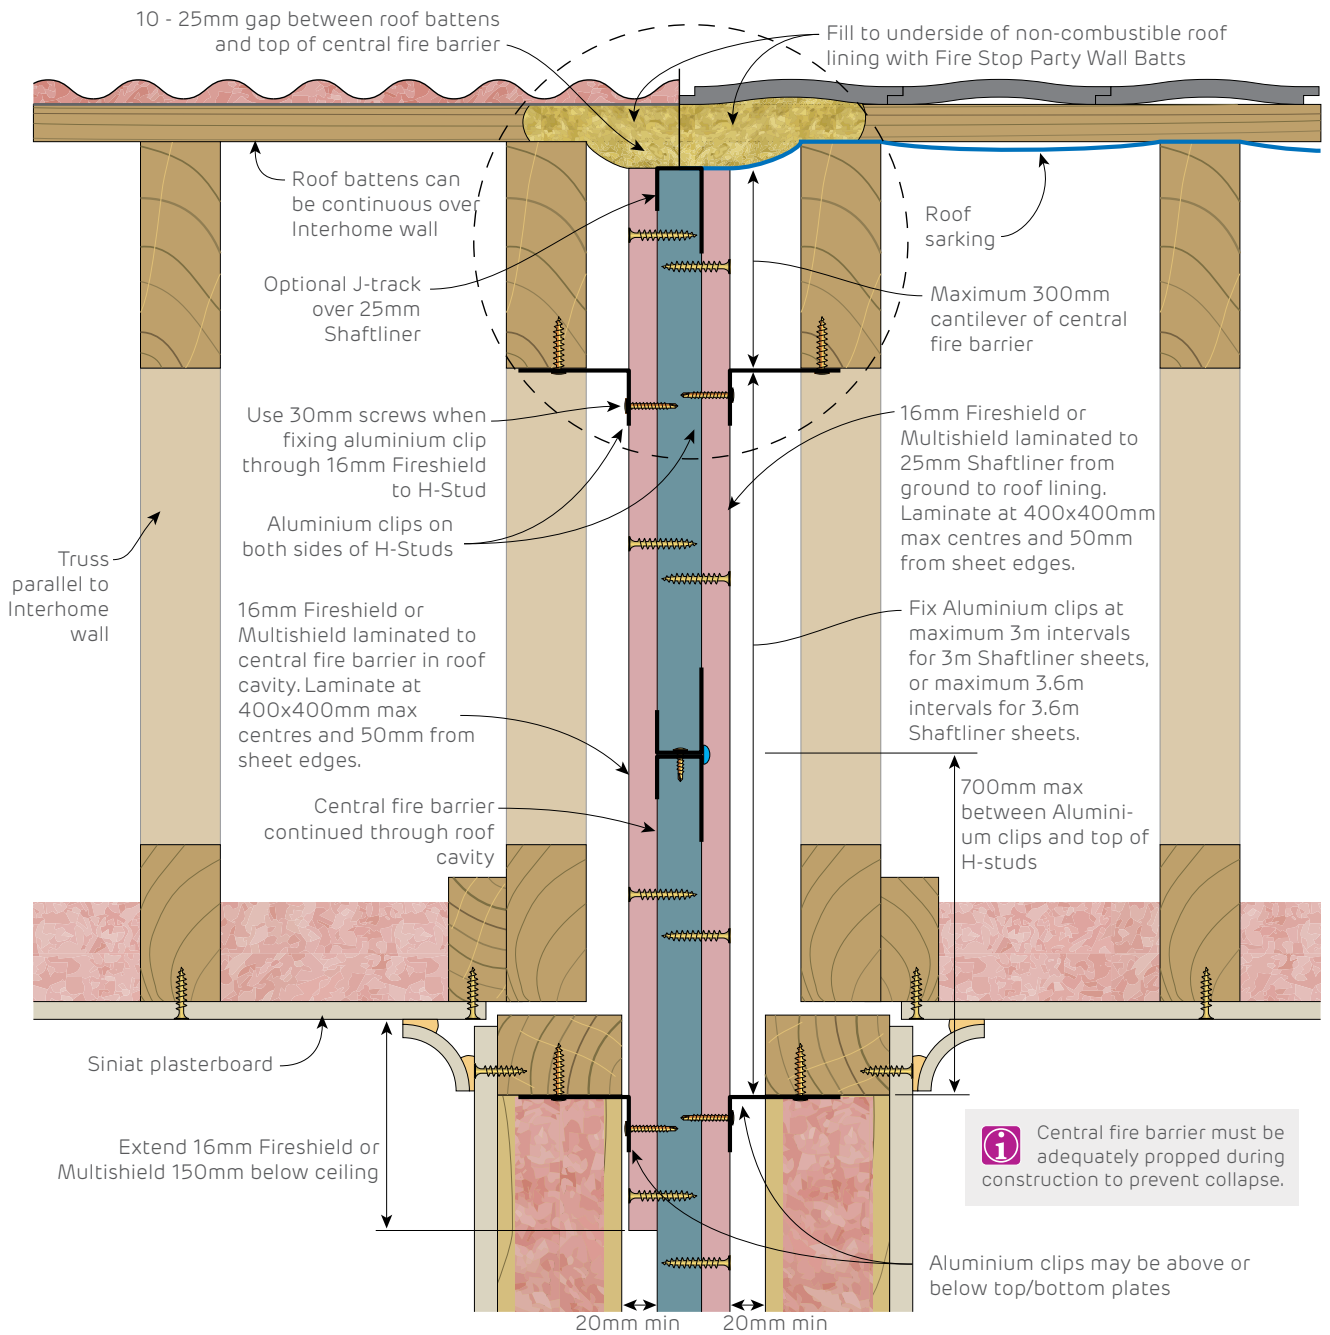 10 - 25mm gap between roof battens
and top of central fire barrier
Fill to underside of non-combustible roof
lining with Fire Stop Party Wall Batts
Roof battens can
be continuous over
Interhome wall
Roof
sarking
Optional J-track
over 25mm
Shaftliner
Maximum 300mm
cantilever of central
fire barrier
Use 30mm screws when
fixing aluminium clip
through 16mm Fireshield
to H-Stud
16mm Fireshield or
Multishield laminated to
25mm Shaftliner from
ground to roof lining.
Laminate at 400x400mm
max centres and 50mm
from sheet edges.
Aluminium clips on
both sides of H-Studs
Truss
parallel to
Interhome
wall
16mm Fireshield or
Multishield laminated to
central fire barrier in roof
cavity. Laminate at
400x400mm max
centres and 50mm from
sheet edges.
Fix Aluminium clips at
maximum 3m intervals
for 3m Shaftliner sheets,
or maximum 3.6m
intervals for 3.6m
Shaftliner sheets.
Central fire barrier
continued through roof
cavity
700mm max
between Alumini-
um clips and top of
H-studs
Siniat plasterboard
Extend 16mm Fireshield or
Multishield 150mm below ceiling
Central fire barrier must be
adequately propped during
construction to prevent collapse.
Aluminium clips may be above or
below top/bottom plates
20mm min
20mm min